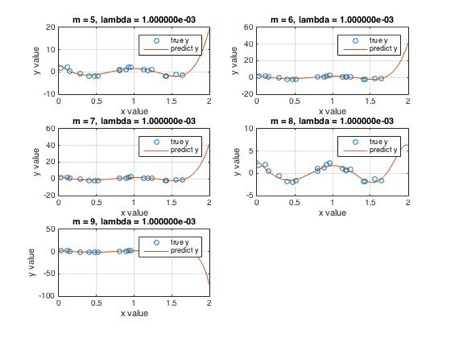 m = 5, lambda = 1.000000e-03
y value
20
10
0
-10
true y
predict y
0 0.5 1 1.5 2
x value
m = 6, lambda = 1.000000e-03
y value
60
40
20
0
-20
true y
predict y
0 0.5 1 1.5 2
x value
m = 7, lambda = 1.000000e-03
y value
60
40
20
0
-20
true y
predict y
0 0.5 1 1.5 2
x value
m = 8, lambda = 1.000000e-03
y value
10
5
0
-5
true y
predict y
0 0.5 1 1.5 2
x value
m = 9, lambda = 1.000000e-03
y value
50
0
-50
-100
true y
predict y
0 0.5 1 1.5 2
x value